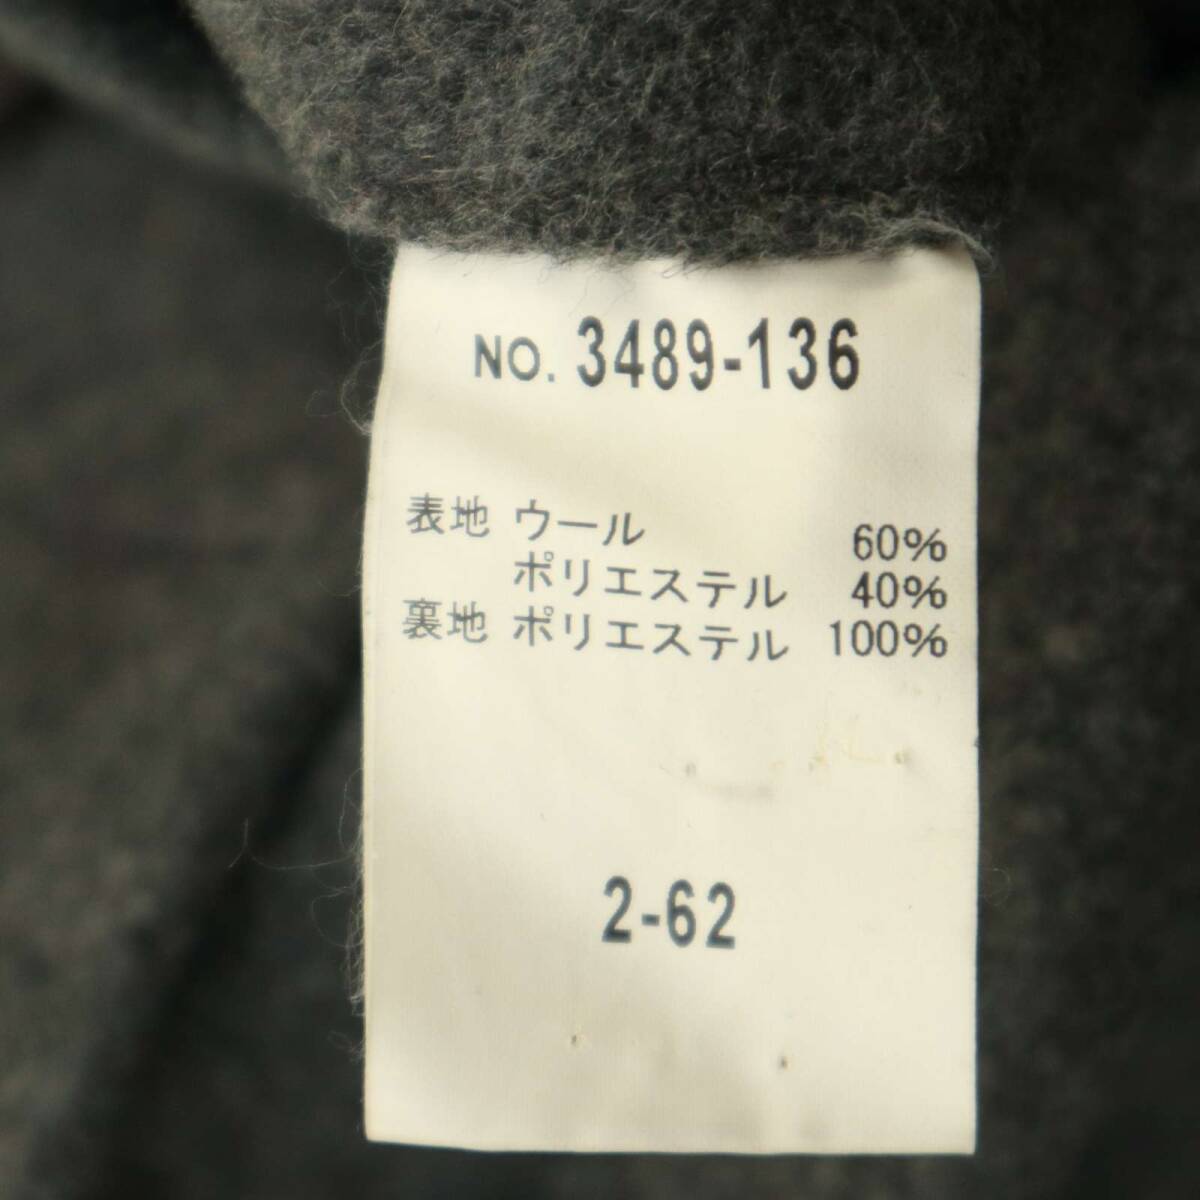 NO. 3489-136
表地 ウール 60%
ポリエステル 40%
裏地 ポリエステル 100%
2-62